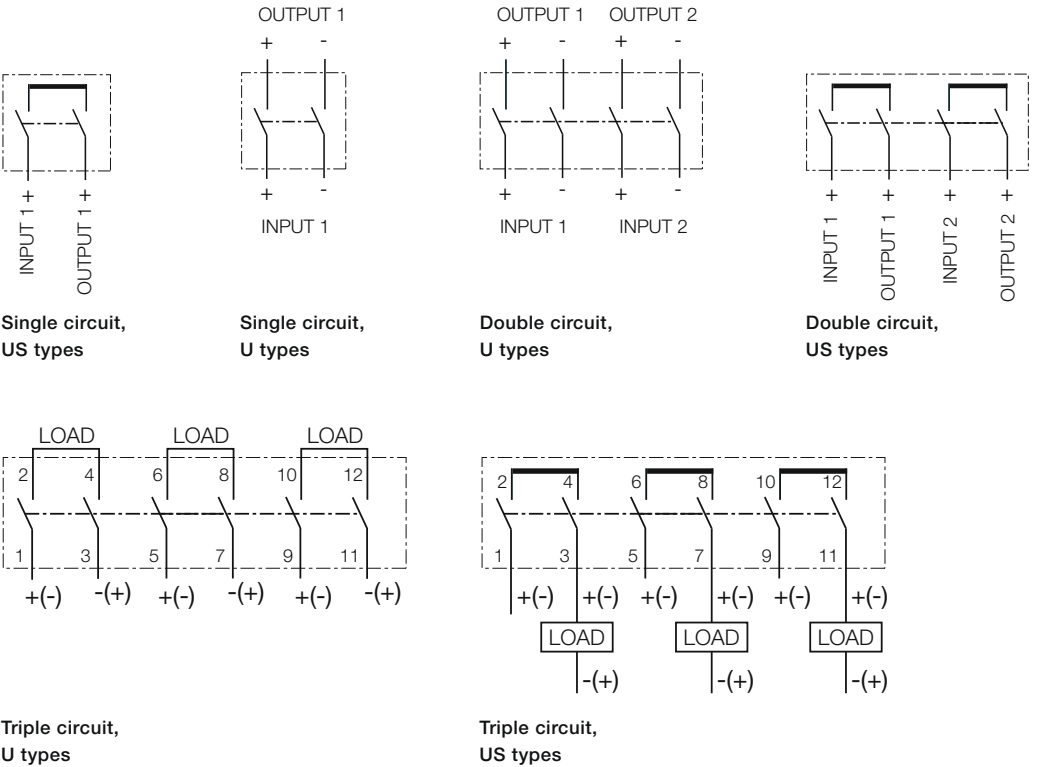 OUTPUT 1
+ -
+ -
INPUT 1
OUTPUT 1 OUTPUT 2
+ - + -
+ - + -
INPUT 1 INPUT 2
INPUT 1 +
OUTPUT 1 +
INPUT 1 +
OUTPUT 1 +
INPUT 2 +
OUTPUT 2 +
Single circuit,
US types
Single circuit,
U types
Double circuit,
U types
Double circuit,
US types
LOAD LOAD LOAD
2 4 6 8 10 12
1 3 5 7 9 11
+(-) -(+) +(-) -(+) +(-) -(+)
Triple circuit,
U types
2 4 6 8 10 12
1 3 5 7 9 11
+(-) +(-) +(-) +(-) +(-) +(-)
LOAD LOAD LOAD
-(+) -(+) -(+)
Triple circuit,
US types